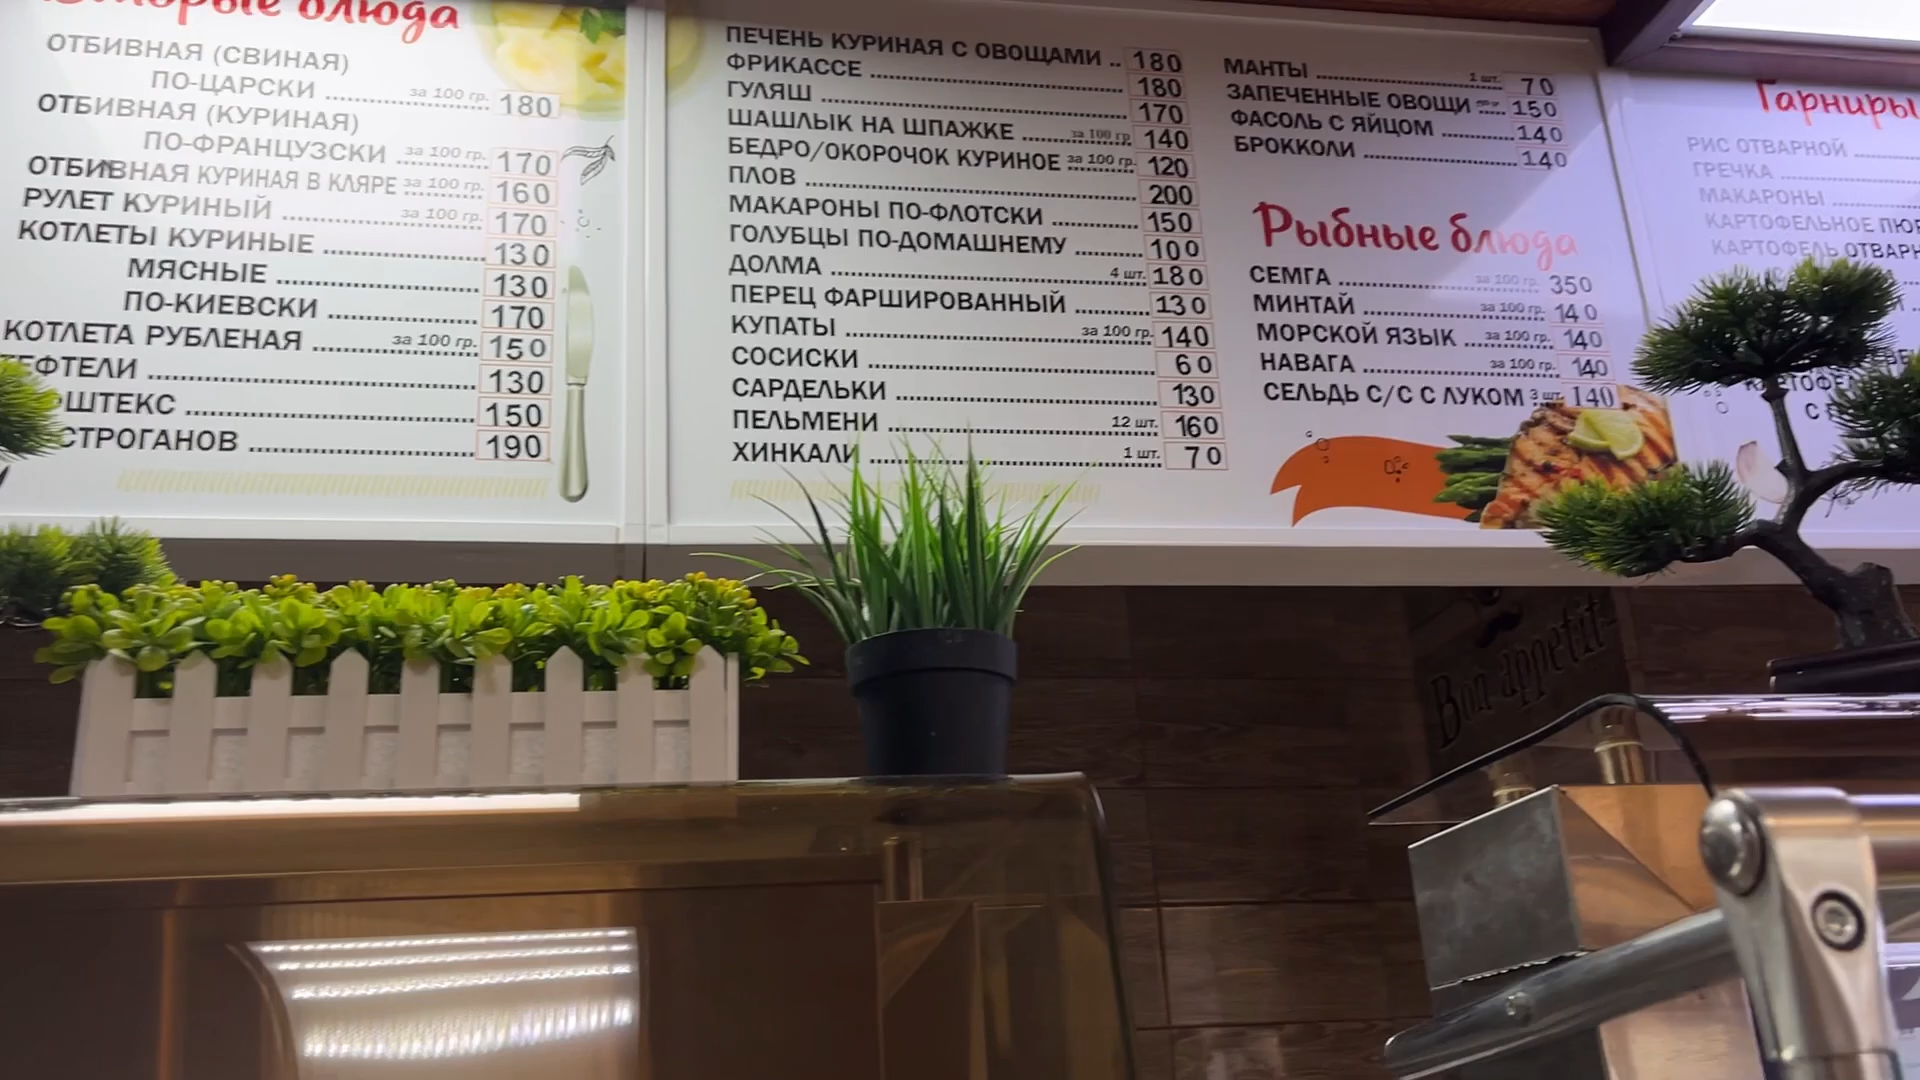 Вторые блюда
ОТБИВНАЯ (СВИНАЯ)
ПО-ЦАРСКИ за 100 гр. 180
ОТБИВНАЯ (КУРИНАЯ)
ПО-ФРАНЦУЗСКИ за 100 гр. 170
ОТБИВНАЯ КУРИНАЯ В КЛЯРЕ за 100 гр. 160
РУЛЕТ КУРИНЫЙ за 100 гр. 170
КОТЛЕТЫ КУРИНЫЕ 130
МЯСНЫЕ 130
ПО-КИЕВСКИ 170
КОТЛЕТА РУБЛЕНАЯ за 100 гр. 150
ТЕФТЕЛИ 130
ШТЕКС 150
СТРОГАНОВ 190
ПЕЧЕНЬ КУРИНАЯ С ОВОЩАМИ 180
ФРИКАССЕ 180
ГУЛЯШ 170
ШАШЛЫК НА ШПАЖКЕ за 100 гр. 140
БЕДРО/ОКОРОЧОК КУРИНОЕ за 100 гр. 120
ПЛОВ 200
МАКАРОНЫ ПО-ФЛОТСКИ 150
ГОЛУБЦЫ ПО-ДОМАШНЕМУ 100
ДОЛМА 4 шт. 180
ПЕРЕЦ ФАРШИРОВАННЫЙ 130
КУПАТЫ за 100 гр. 140
СОСИСКИ 60
САРДЕЛЬКИ 130
ПЕЛЬМЕНИ 12 шт. 160
ХИНКАЛИ 1 шт. 70
МАНТЫ 1 шт. 70
ЗАПЕЧЕННЫЕ ОВОЩИ 150
ФАСОЛЬ С ЯЙЦОМ 140
БРОККОЛИ 140
Рыбные блюда
СЕМГА за 100 гр. 350
МИНТАЙ за 100 гр. 140
МОРСКОЙ ЯЗЫК за 100 гр. 140
НАВАГА за 100 гр. 140
СЕЛЬДЬ С/С С ЛУКОМ 3 шт. 140
Гарниры
РИС ОТВАРНОЙ
ГРЕЧКА
МАКАРОНЫ
КАРТОФЕЛЬНОЕ ПЮР
КАРТОФЕЛЬ ОТВАРН
Bon appetit